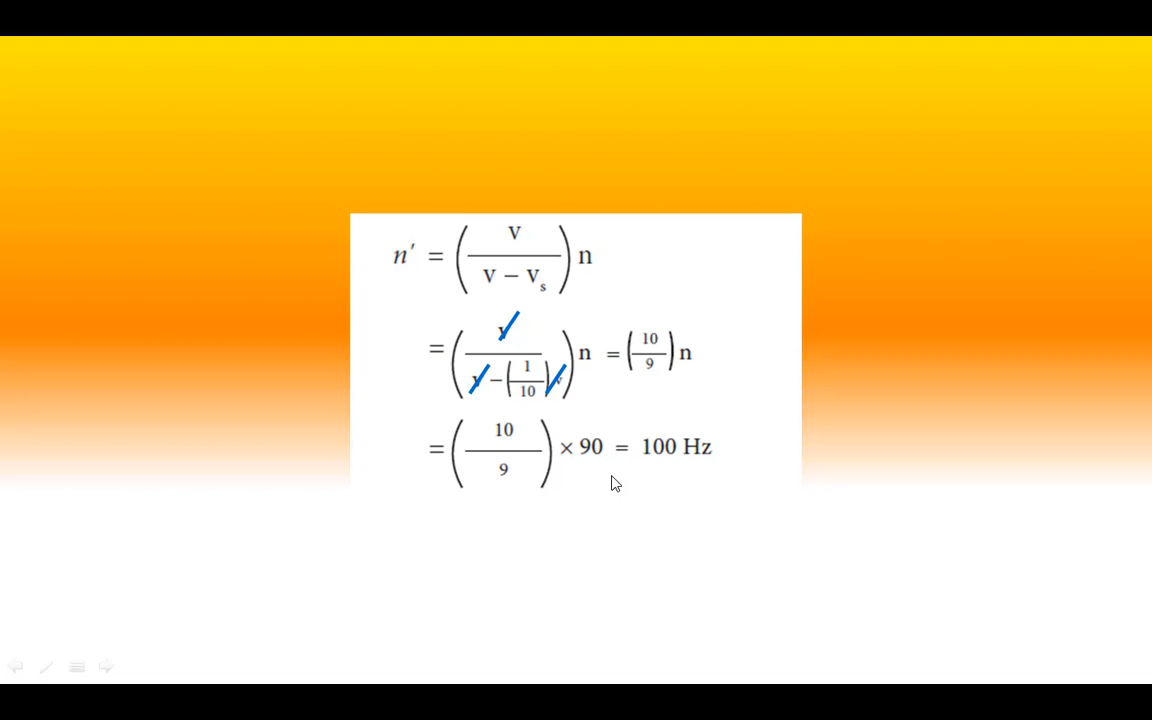 n′ = (v / (v − vₛ)) n
= (v / (v − (1/10) v)) n = (10/9) n
= (10/9) × 90 = 100 Hz